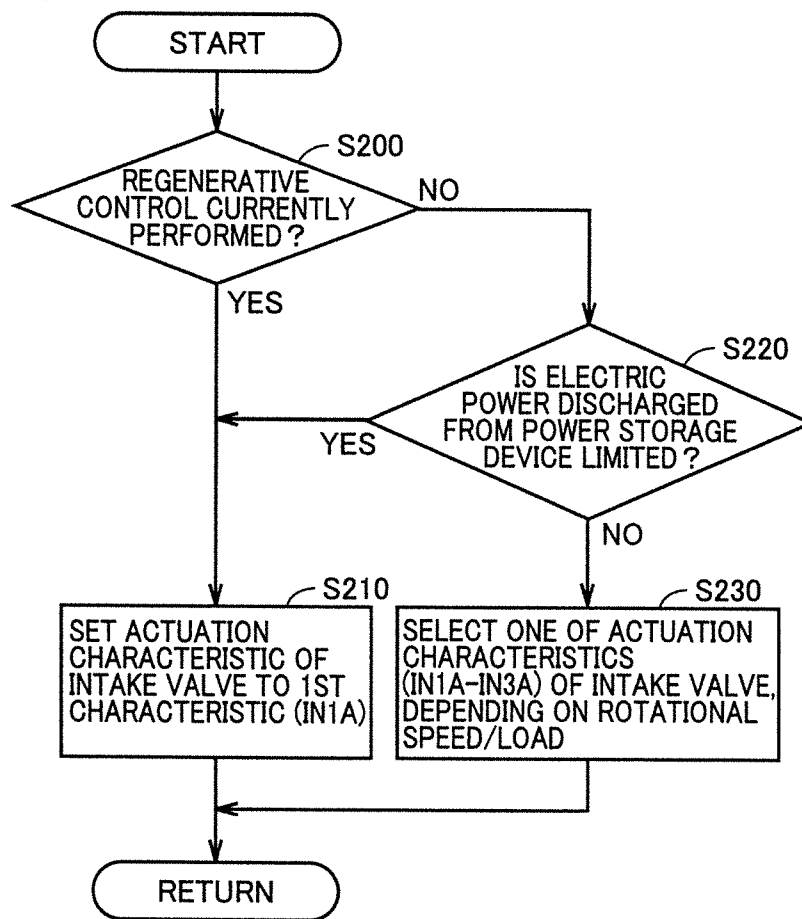 START
S200
REGENERATIVE
CONTROL CURRENTLY
PERFORMED?
NO
YES
S220
IS ELECTRIC
POWER DISCHARGED
FROM POWER STORAGE
DEVICE LIMITED?
YES
NO
S210
SET ACTUATION
CHARACTERISTIC OF
INTAKE VALVE TO 1ST
CHARACTERISTIC (IN1A)
S230
SELECT ONE OF ACTUATION
CHARACTERISTICS
(IN1A-IN3A) OF INTAKE VALVE,
DEPENDING ON ROTATIONAL
SPEED/LOAD
RETURN